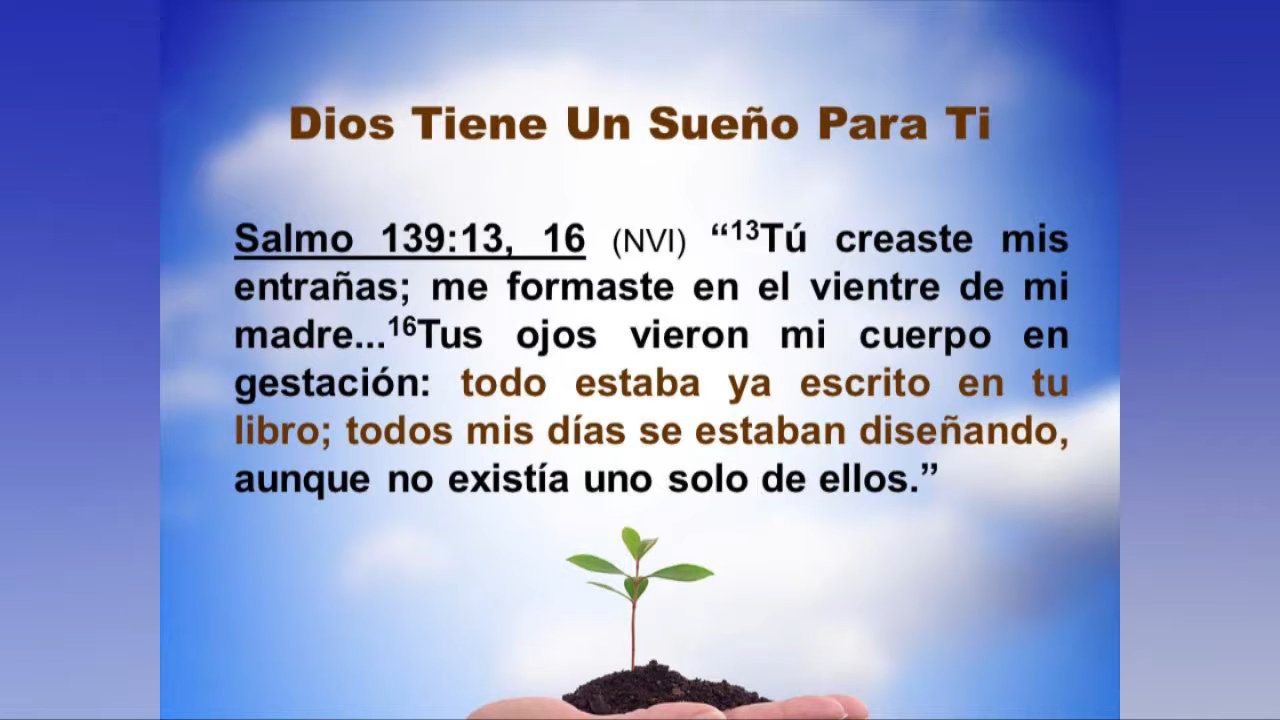 Dios Tiene Un Sueño Para Ti
Salmo 139:13, 16 (NVI) “¹³Tú creaste mis
entrañas; me formaste en el vientre de mi
madre...¹⁶Tus ojos vieron mi cuerpo en
gestación: todo estaba ya escrito en tu
libro; todos mis días se estaban diseñando,
aunque no existía uno solo de ellos.”